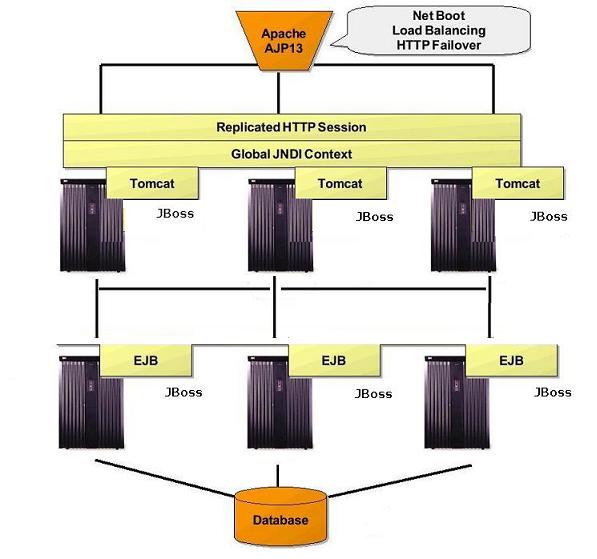 Apache
AJP13
Net Boot
Load Balancing
HTTP Failover
Replicated HTTP Session
Global JNDI Context
Tomcat
Tomcat
Tomcat
JBoss
JBoss
JBoss
EJB
EJB
EJB
JBoss
JBoss
JBoss
Database